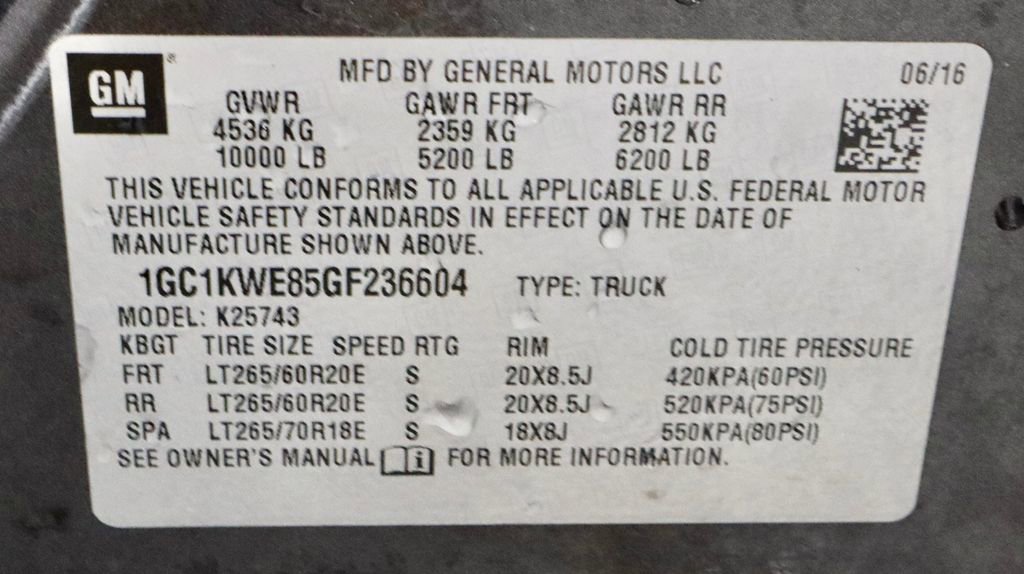 GM
MFD BY GENERAL MOTORS LLC 06/16
GVWR GAWR FRT GAWR RR
4536 KG 2359 KG 2812 KG
10000 LB 5200 LB 6200 LB
THIS VEHICLE CONFORMS TO ALL APPLICABLE U.S. FEDERAL MOTOR
VEHICLE SAFETY STANDARDS IN EFFECT ON THE DATE OF
MANUFACTURE SHOWN ABOVE.
1GC1KWE85GF236604 TYPE: TRUCK
MODEL: K25743
KBGT TIRE SIZE SPEED RTG RIM COLD TIRE PRESSURE
FRT LT265/60R20E S 20X8.5J 420KPA(60PSI)
RR LT265/60R20E S 20X8.5J 520KPA(75PSI)
SPA LT265/70R18E S 18X8J 550KPA(80PSI)
SEE OWNER'S MANUAL i FOR MORE INFORMATION.